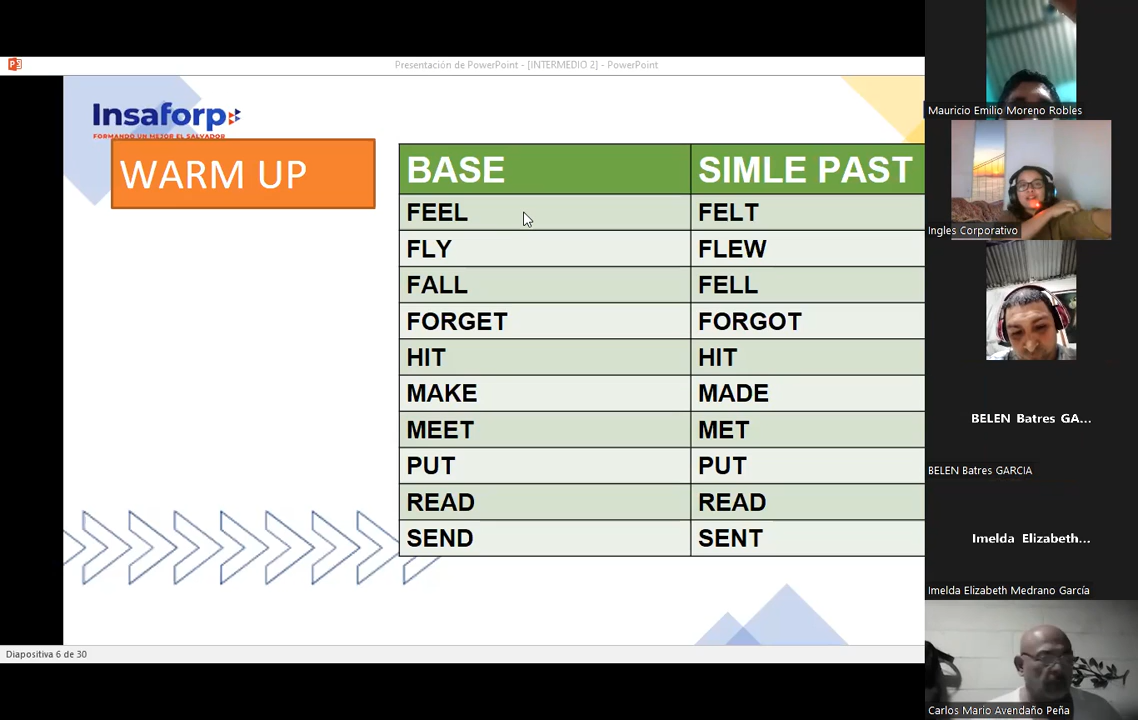 Presentación de PowerPoint - [INTERMEDIO 2] - PowerPoint
Insaforp
FORMANDO UN MEJOR EL SALVADOR
WARM UP
BASE SIMLE PAST
FEEL FELT
FLY FLEW
FALL FELL
FORGET FORGOT
HIT HIT
MAKE MADE
MEET MET
PUT PUT
READ READ
SEND SENT
Diapositiva 6 de 30
Mauricio Emilio Moreno Robles
Ingles Corporativo
BELEN Batres GA...
BELEN Batres GARCIA
Imelda Elizabeth...
Imelda Elizabeth Medrano García
Carlos Mario Avendaño Peña